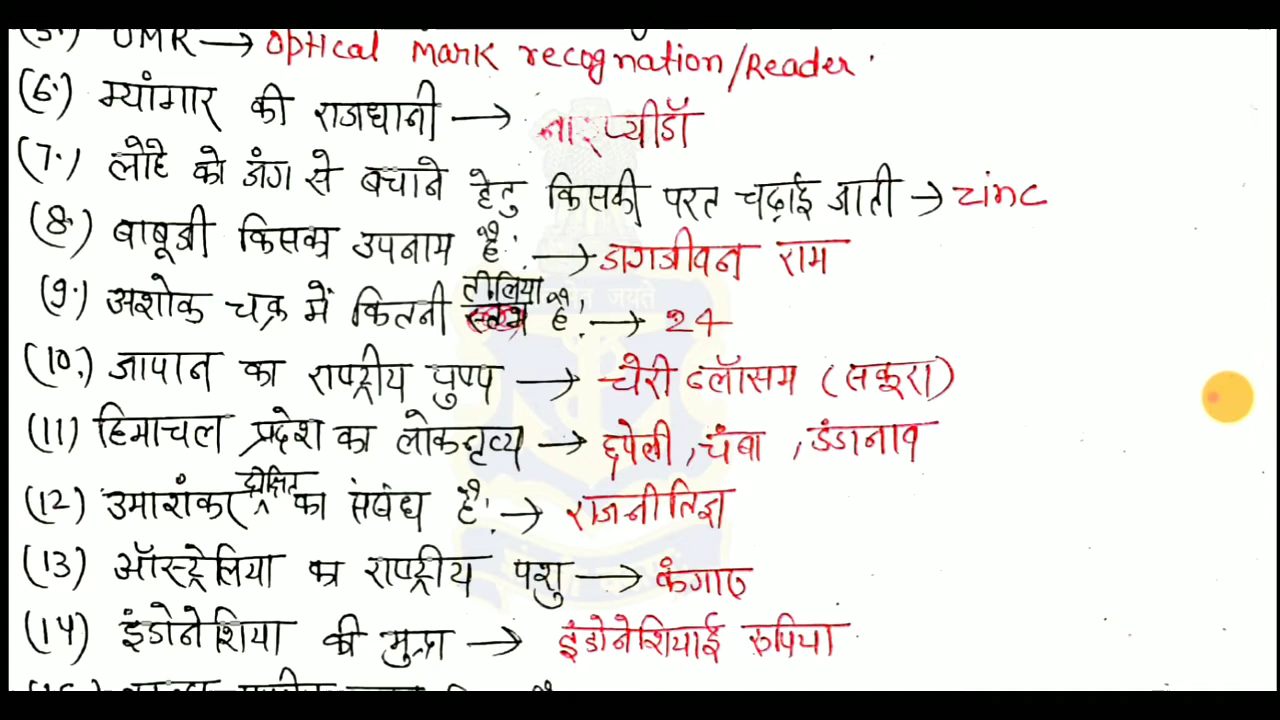 (5.) OMR → Optical mark recognation/Reader.
(6.) म्यांमार की राजधानी → नाएप्यीडॉ
(7.) लोहे को जंग से बचाने हेतु किसकी परत चढ़ाई जाती → zinc
(8.) बाबूजी किसका उपनाम है. → जगजीवन राम
(9.) अशोक चक्र में कितनी तीलियां है. → 24
(10.) जापान का राष्ट्रीय पुष्प → चेरी ब्लॉसम (सकूरा)
(11) हिमाचल प्रदेश का लोकनृत्य → छपेली, चंबा, डंडानाव
(12) उमाशंकर दीक्षित का संबंध है. → राजनीतिज्ञ
(13) ऑस्ट्रेलिया का राष्ट्रीय पशु → कंगारु
(14) इंडोनेशिया की मुद्रा → इंडोनेशियाई रुपिया